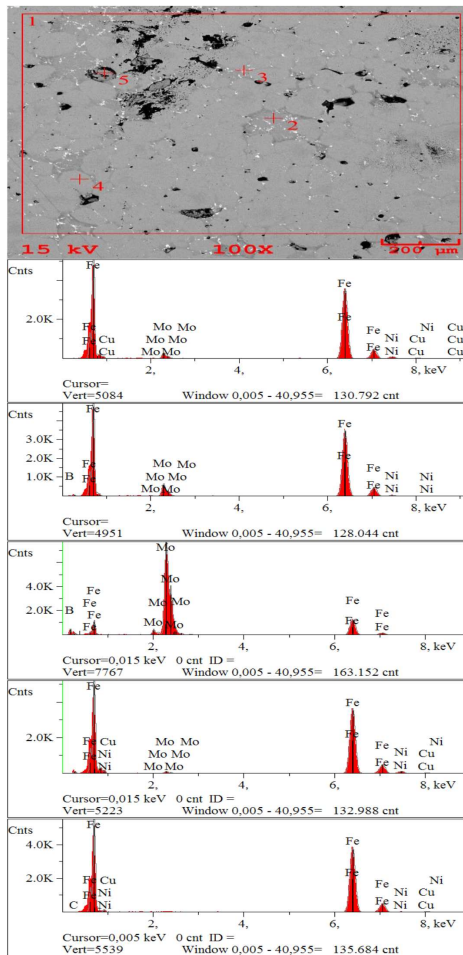 1
5
3
2
4
15 kV 100X 200 µm
Cnts
Fe
Fe
Mo Mo
Ni
2.0K
Fe
Cu
Mo Mo
Fe
Fe
Ni
Cu
Cu
Fe
Cu
Mo Mo
Fe
Ni
Cu
Cu
2, 4, 6, 8, keV
Cursor=
Vert=5084 Window 0,005 - 40,955= 130.792 cnt
Cnts
Fe
Fe
3.0K
2.0K
Fe
Mo Mo
Fe
Fe
Ni
Ni
1.0K
B
Fe
Mo Mo
Fe
Ni
Ni
2, 4, 6, 8, keV
Cursor=
Vert=4951 Window 0,005 - 40,955= 128.044 cnt
Cnts
Mo
4.0K
Fe
Mo
2.0K
B
Fe
Mo
Mo
Fe
Fe
Fe
Mo
Mo
Fe
Fe
2, 4, 6, 8, keV
Cursor=0,015 keV 0 cnt ID =
Vert=7767 Window 0,005 - 40,955= 163.152 cnt
Cnts
Fe
Fe
2.0K
Fe Cu
Mo Mo
Fe
Fe
Cu
Ni
Mo Mo
Ni
Ni
Fe
Ni
Mo Mo
Fe
Cu
Cu
2, 4, 6, 8, keV
Cursor=0,015 keV 0 cnt ID =
Vert=5223 Window 0,005 - 40,955= 132.988 cnt
Cnts
Fe
4.0K
Fe
2.0K
Fe Cu
Fe
Fe
Ni
Ni
Ni
Cu
C
Fe
Ni
Fe
Cu
Cu
2, 4, 6, 8, keV
Cursor=0,005 keV 0 cnt ID =
Vert=5539 Window 0,005 - 40,955= 135.684 cnt